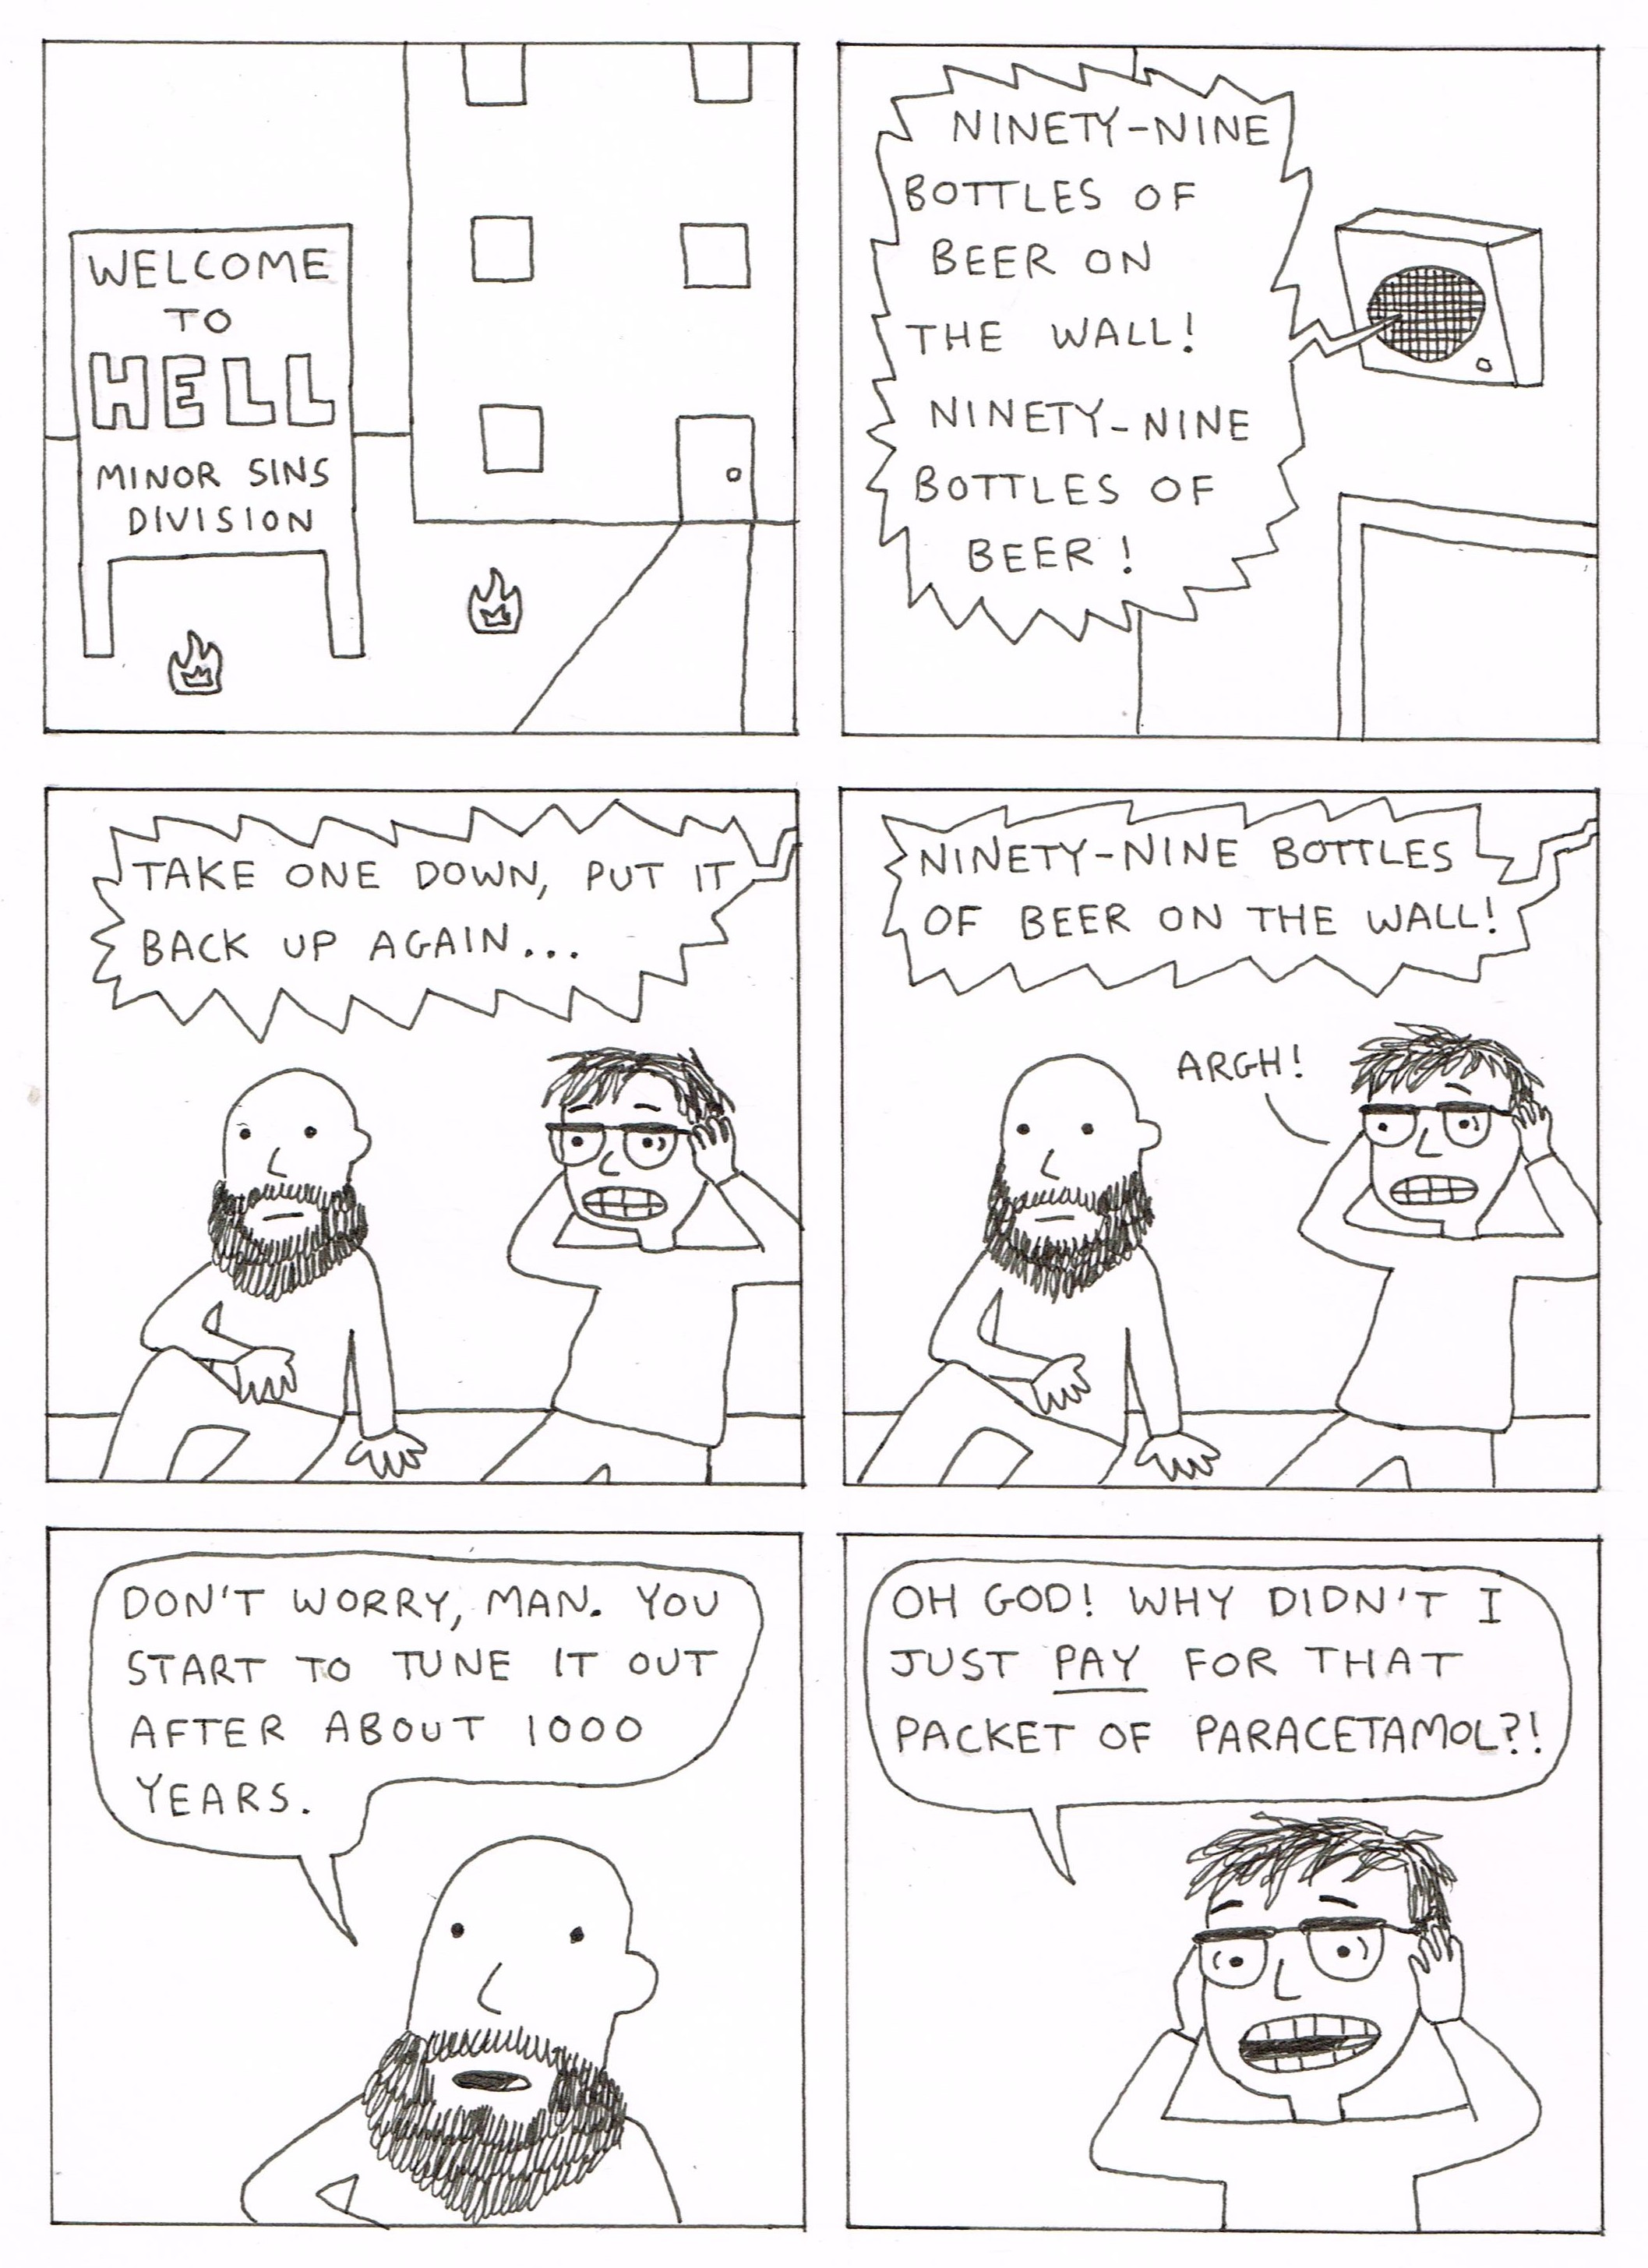 WELCOME
TO
HELL
MINOR SINS
DIVISION
NINETY-NINE
BOTTLES OF
BEER ON
THE WALL!
NINETY-NINE
BOTTLES OF
BEER!
TAKE ONE DOWN, PUT IT
BACK UP AGAIN...
NINETY-NINE BOTTLES
OF BEER ON THE WALL!
ARGH!
DON'T WORRY, MAN. YOU
START TO TUNE IT OUT
AFTER ABOUT 1000
YEARS.
OH GOD! WHY DIDN'T I
JUST PAY FOR THAT
PACKET OF PARACETAMOL?!